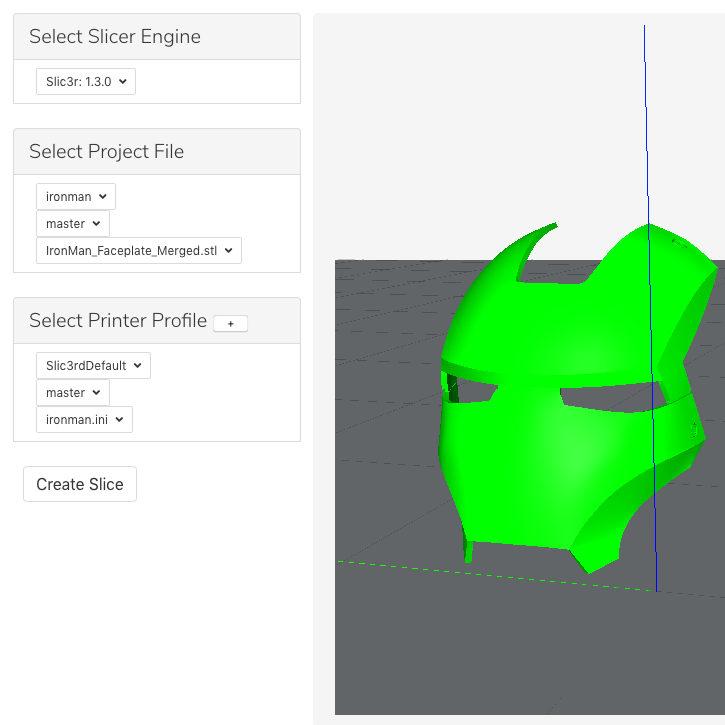 Select Slicer Engine
Slic3r: 1.3.0
Select Project File
ironman
master
IronMan_Faceplate_Merged.stl
Select Printer Profile +
Slic3rdDefault
master
ironman.ini
Create Slice